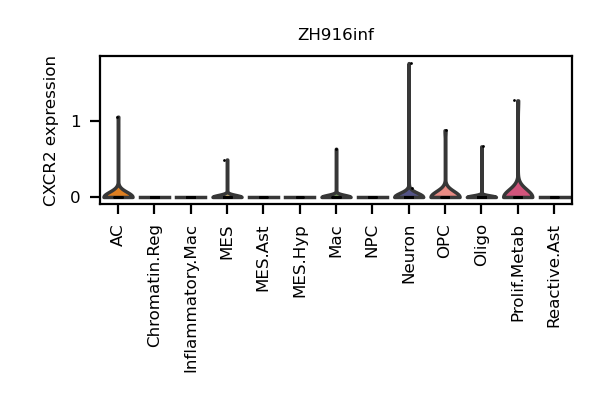 ZH916inf
CXCR2 expression
1
0
AC
Chromatin.Reg
Inflammatory.Mac
MES
MES.Ast
MES.Hyp
Mac
NPC
Neuron
OPC
Oligo
Prolif.Metab
Reactive.Ast